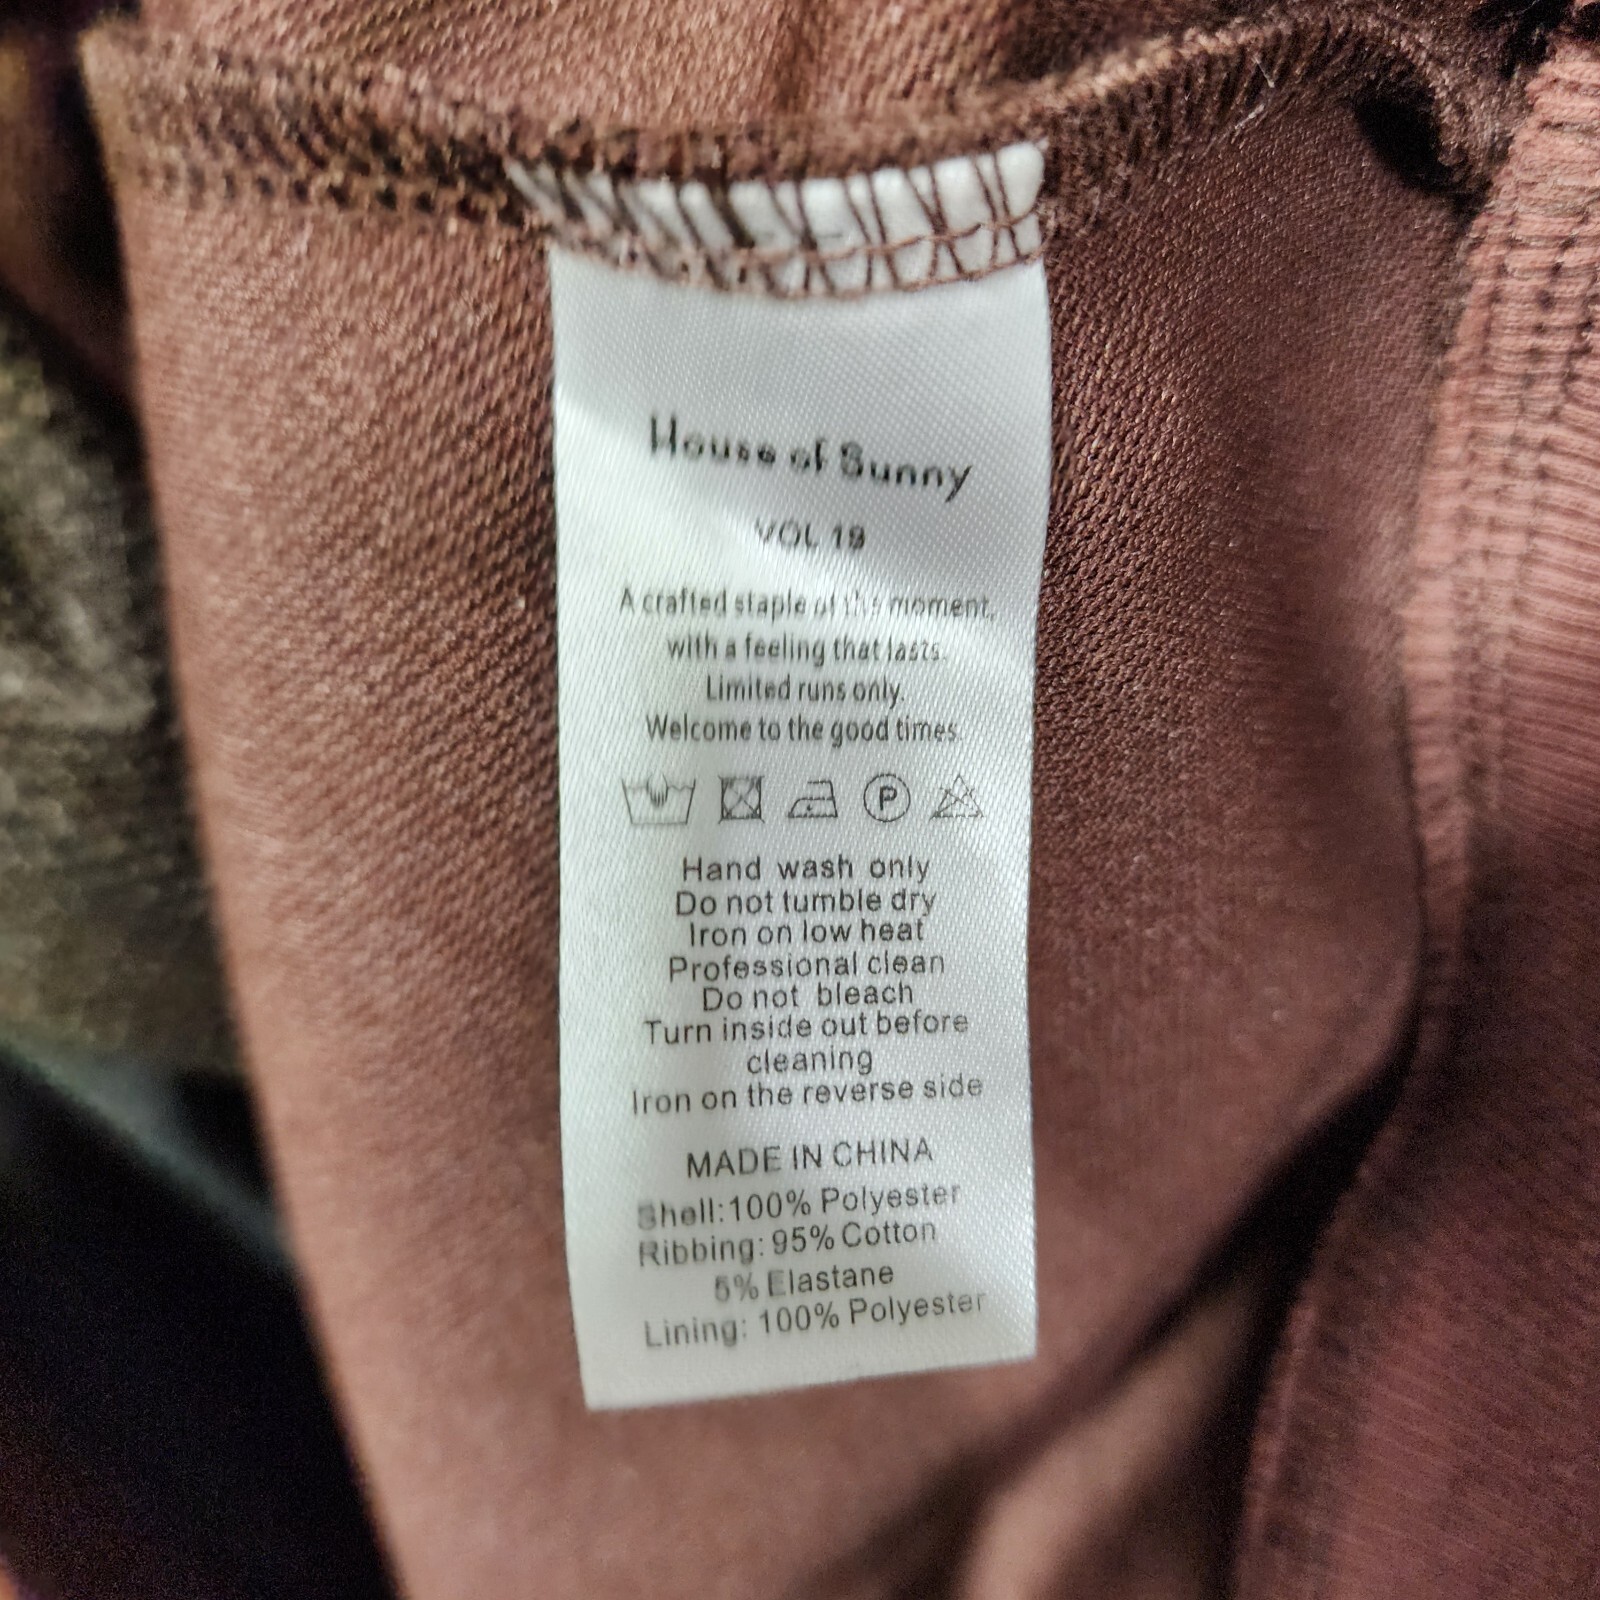 House of Sunny
VOL 19
A crafted staple of the moment,
with a feeling that lasts.
Limited runs only.
Welcome to the good times.
P
Hand wash only
Do not tumble dry
Iron on low heat
Professional clean
Do not bleach
Turn inside out before
cleaning
Iron on the reverse side
MADE IN CHINA
Shell:100% Polyester
Ribbing: 95% Cotton
5% Elastane
Lining: 100% Polyester